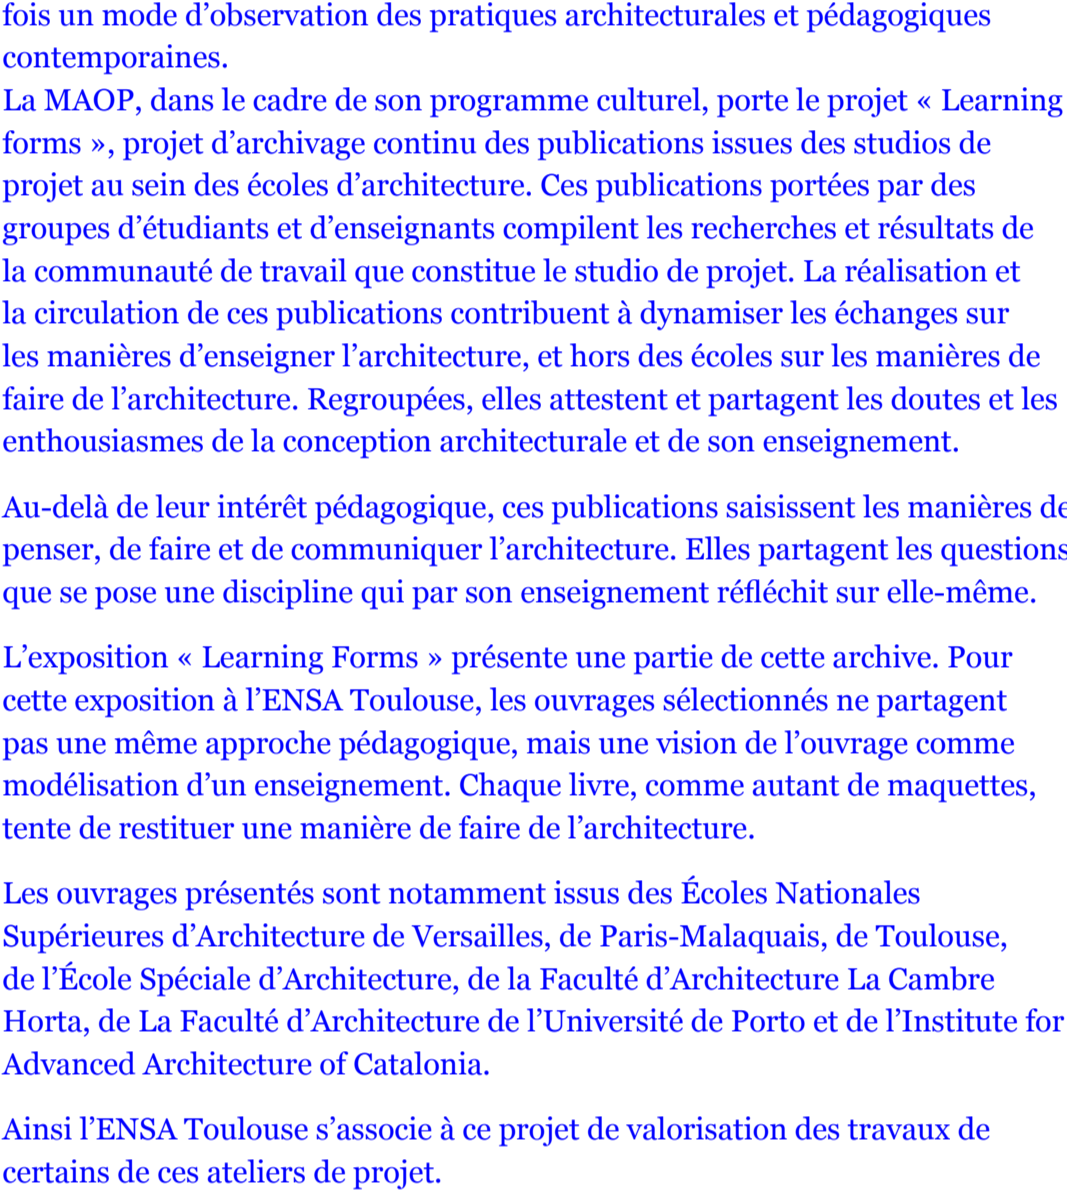 fois un mode d’observation des pratiques architecturales et pédagogiques
contemporaines.
La MAOP, dans le cadre de son programme culturel, porte le projet « Learning
forms », projet d’archivage continu des publications issues des studios de
projet au sein des écoles d’architecture. Ces publications portées par des
groupes d’étudiants et d’enseignants compilent les recherches et résultats de
la communauté de travail que constitue le studio de projet. La réalisation et
la circulation de ces publications contribuent à dynamiser les échanges sur
les manières d’enseigner l’architecture, et hors des écoles sur les manières de
faire de l’architecture. Regroupées, elles attestent et partagent les doutes et les
enthousiasmes de la conception architecturale et de son enseignement.
Au-delà de leur intérêt pédagogique, ces publications saisissent les manières de
penser, de faire et de communiquer l’architecture. Elles partagent les questions
que se pose une discipline qui par son enseignement réfléchit sur elle-même.
L’exposition « Learning Forms » présente une partie de cette archive. Pour
cette exposition à l’ENSA Toulouse, les ouvrages sélectionnés ne partagent
pas une même approche pédagogique, mais une vision de l’ouvrage comme
modélisation d’un enseignement. Chaque livre, comme autant de maquettes,
tente de restituer une manière de faire de l’architecture.
Les ouvrages présentés sont notamment issus des Écoles Nationales
Supérieures d’Architecture de Versailles, de Paris-Malaquais, de Toulouse,
de l’École Spéciale d’Architecture, de la Faculté d’Architecture La Cambre
Horta, de La Faculté d’Architecture de l’Université de Porto et de l’Institute for
Advanced Architecture of Catalonia.
Ainsi l’ENSA Toulouse s’associe à ce projet de valorisation des travaux de
certains de ces ateliers de projet.